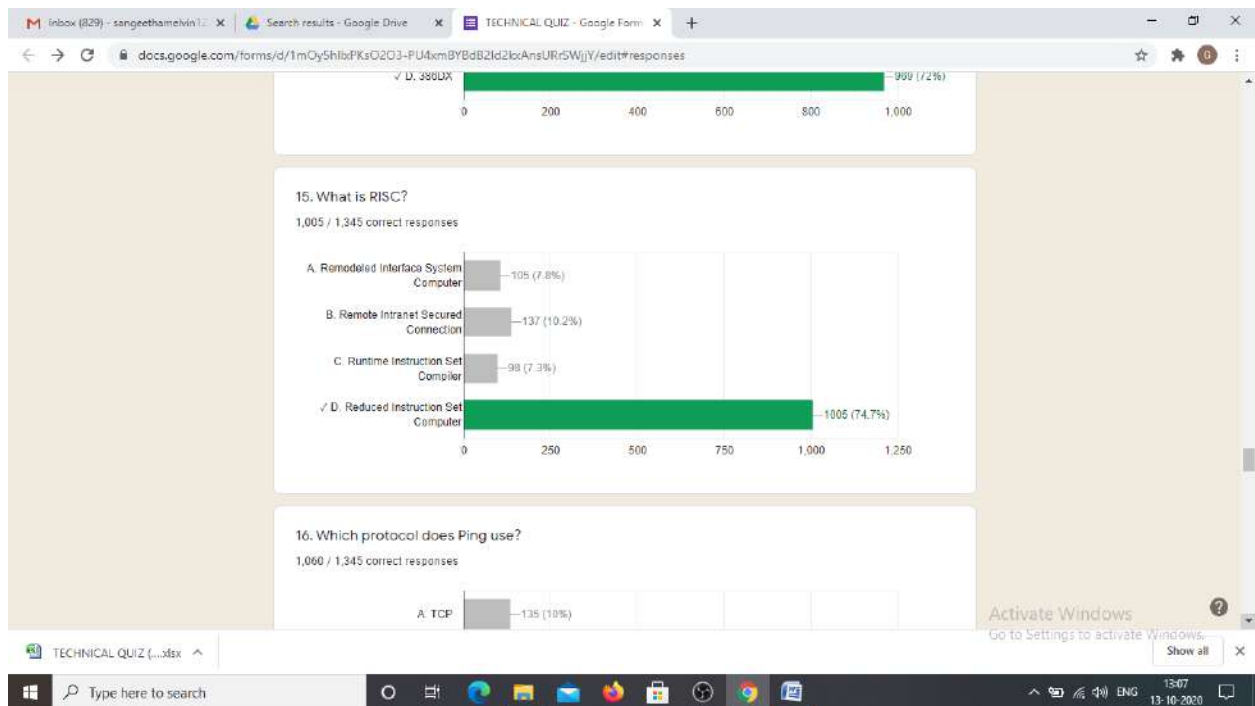 Inbox (829) - sangeethamelvin12
Search results - Google Drive
TECHNICAL QUIZ - Google Form
docs.google.com/forms/d/
/edit#responses
G
✓ D. 386DX
969 (72%)
0 200 400 600 800 1,000
15. What is RISC?
1,005 / 1,345 correct responses
A. Remodeled Interface System
Computer
105 (7.8%)
B. Remote Intranet Secured
Connection
137 (10.2%)
C. Runtime Instruction Set
Compiler
98 (7.3%)
✓ D. Reduced Instruction Set
Computer
1005 (74.7%)
0 250 500 750 1,000 1,250
16. Which protocol does Ping use?
1,060 / 1,345 correct responses
A. TCP
135 (10%)
Activate Windows
Go to Settings to activate Windows.
TECHNICAL QUIZ (....xlsx
Show all
Type here to search
ENG
13:07
13-10-2020